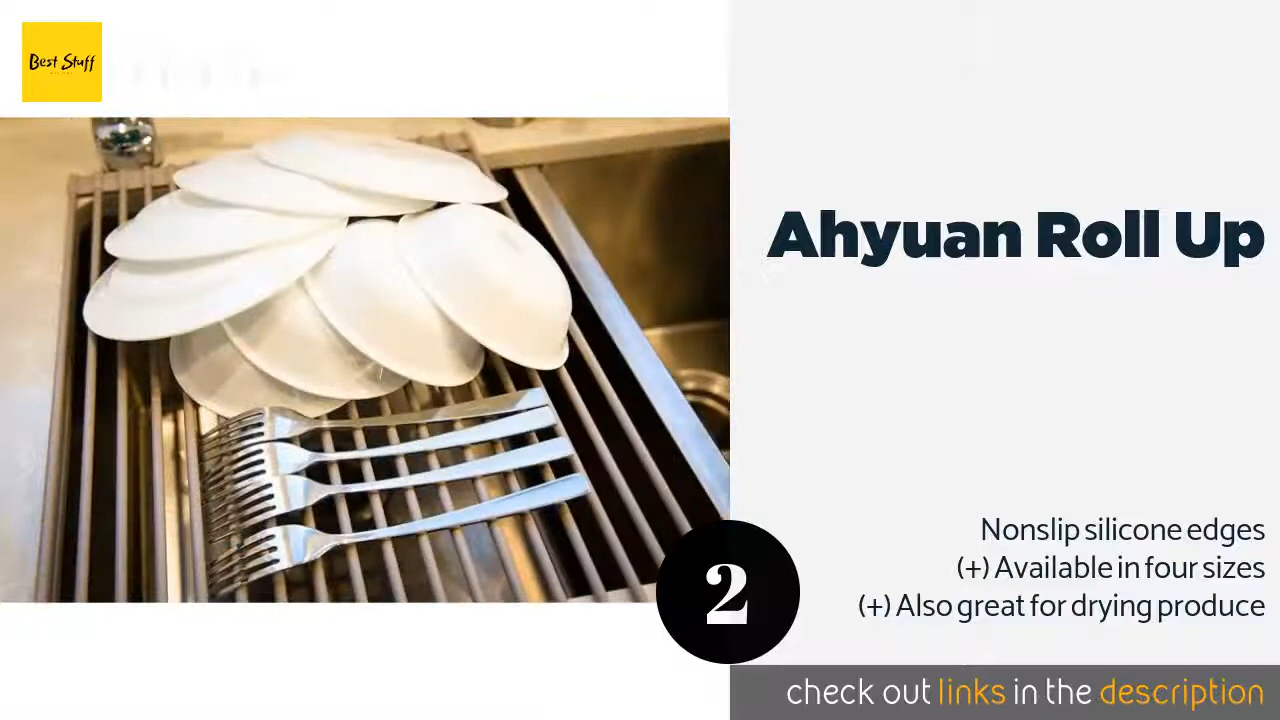 Best Stuff
Ahyuan Roll Up
Nonslip silicone edges
(+) Available in four sizes
(+) Also great for drying produce
2
check out links in the description